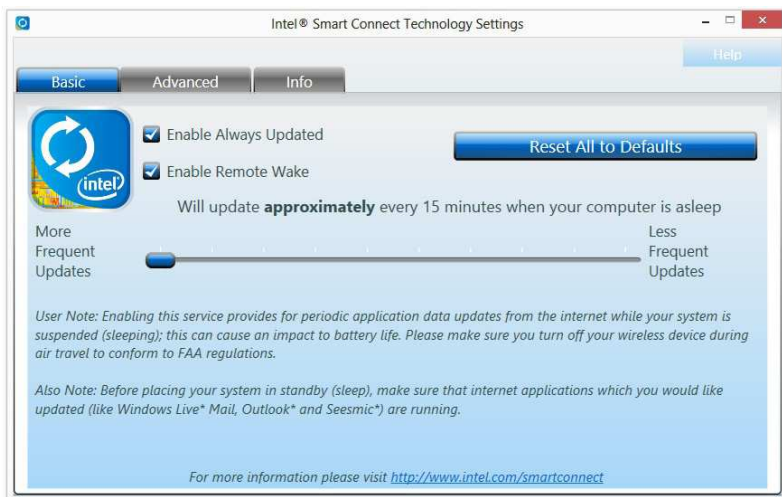 Intel® Smart Connect Technology Settings
Help
Basic
Advanced
Info
Enable Always Updated
Reset All to Defaults
Enable Remote Wake
intel
Will update approximately every 15 minutes when your computer is asleep
More
Frequent
Updates
Less
Frequent
Updates
User Note: Enabling this service provides for periodic application data updates from the internet while your system is
suspended (sleeping); this can cause an impact to battery life. Please make sure you turn off your wireless device during
air travel to conform to FAA regulations.
Also Note: Before placing your system in standby (sleep), make sure that internet applications which you would like
updated (like Windows Live* Mail, Outlook* and Seesmic*) are running.
For more information please visit http://www.intel.com/smartconnect